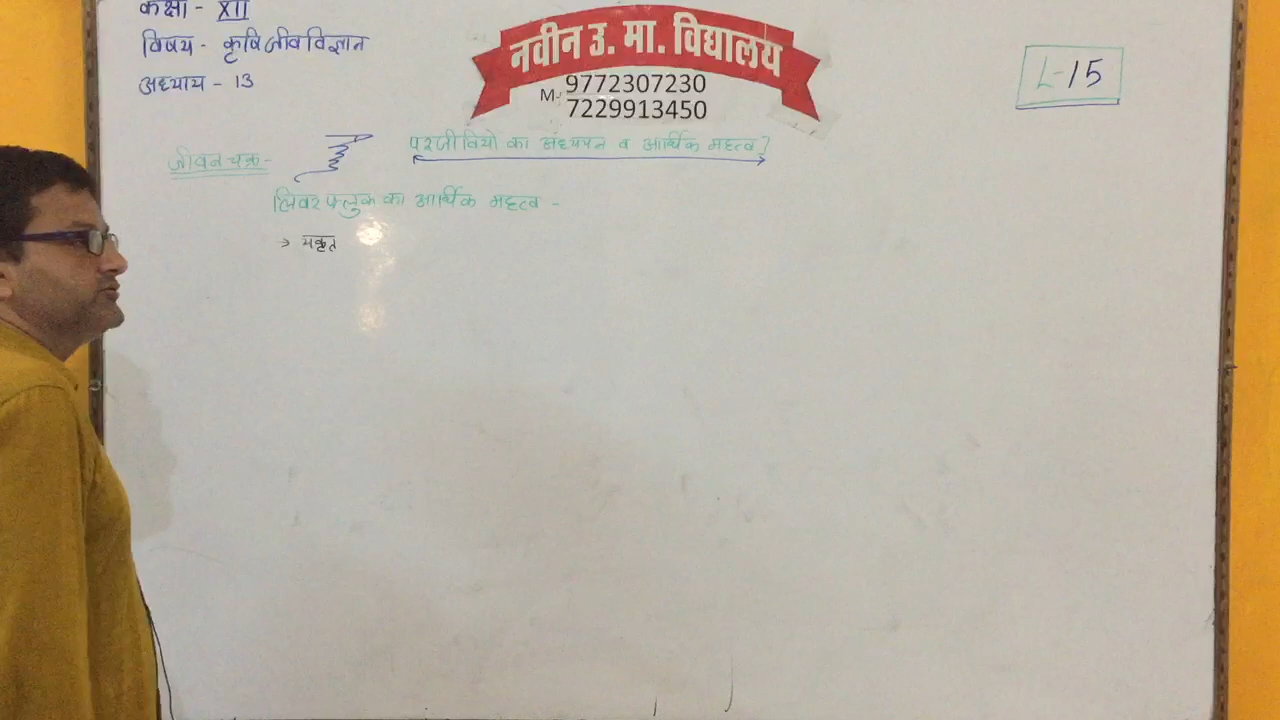 कक्षा - XII
विषय - कृषि जीव विज्ञान
अध्याय - 13
नवीन उ. मा. विद्यालय
M- 9772307230
7229913450
L-15
परजीवियो का अध्ययन व आर्थिक महत्व ?
जीवन चक्र -
लिवर फ्लुक का आर्थिक महत्व -
→ यकृत